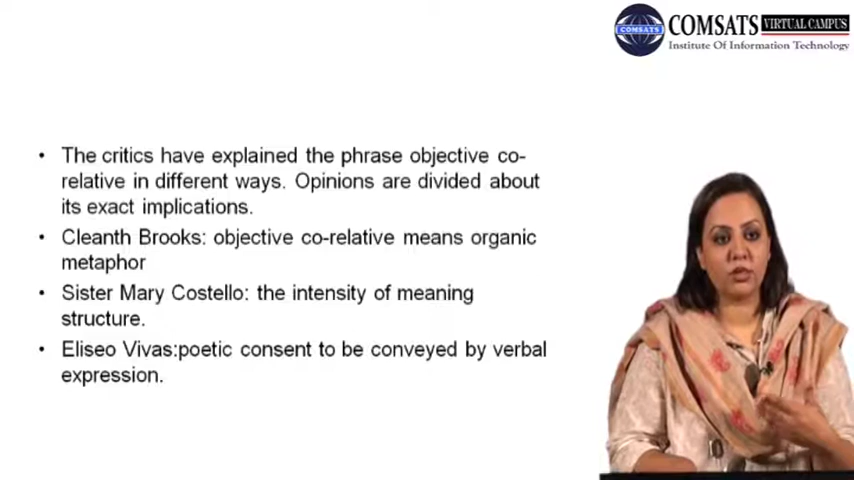 COMSATS VIRTUAL CAMPUS
COMSATS
Institute Of Information Technology
• The critics have explained the phrase objective co-
relative in different ways. Opinions are divided about
its exact implications.
• Cleanth Brooks: objective co-relative means organic
metaphor
• Sister Mary Costello: the intensity of meaning
structure.
• Eliseo Vivas:poetic consent to be conveyed by verbal
expression.